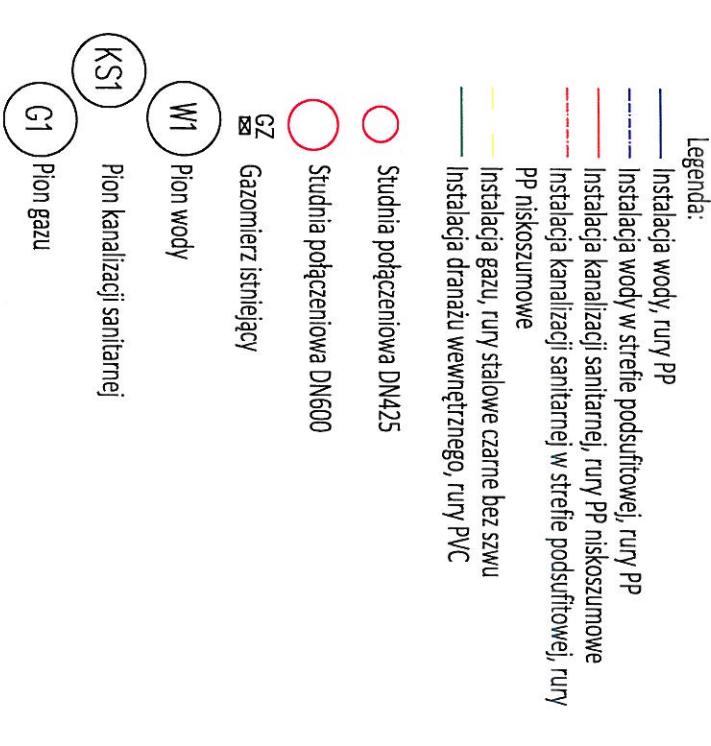 Legenda:
Instalacja wody, rury PP
Instalacja wody w strefie podsufitowej, rury PP
Instalacja kanalizacji sanitarnej, rury PP niskoszumowe
Instalacja kanalizacji sanitarnej w strefie podsufitowej, rury
PP niskoszumowe
Instalacja gazu, rury stalowe czarne bez szwu
Instalacja dranażu wewnętrznego, rury PVC
Studnia połączeniowa DN425
Studnia połączeniowa DN600
GZ Gazomierz istniejący
W1 Pion wody
KS1 Pion kanalizacji sanitarnej
G1 Pion gazu